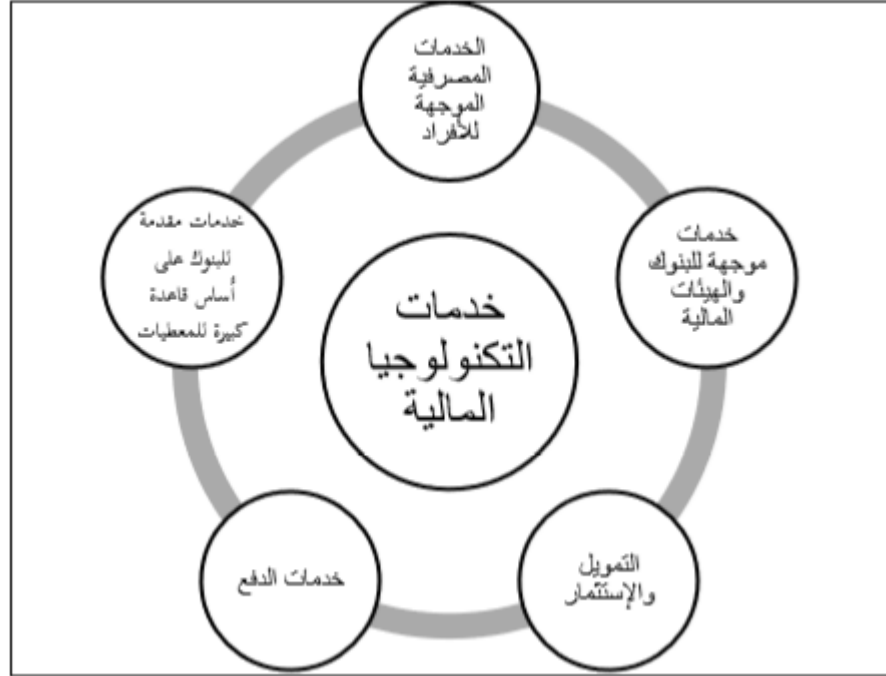 الخدمات
المصرفية
الموجهة
للأفراد
خدمات
موجهة للبنوك
والهيئات
المالية
التمويل
والإستثمار
خدمات الدفع
خدمات مقدمة
للبنوك على
أساس قاعدة
كبيرة للمعطيات
خدمات
التكنولوجيا
المالية